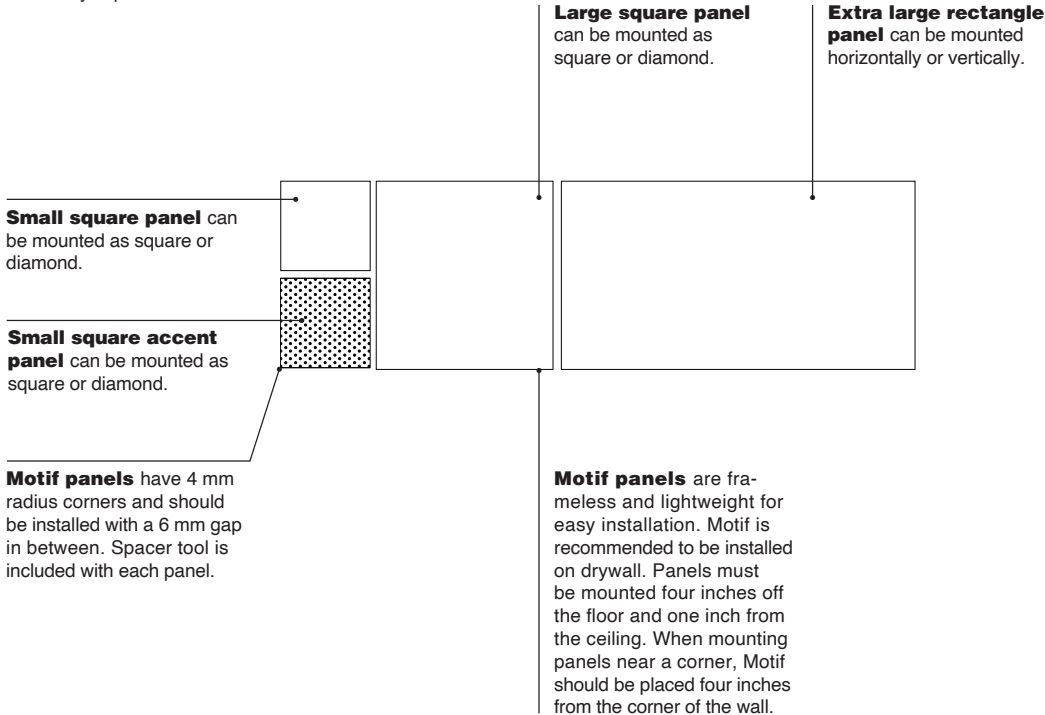 Large square panel
can be mounted as
square or diamond.
Extra large rectangle
panel can be mounted
horizontally or vertically.
Small square panel can
be mounted as square or
diamond.
Small square accent
panel can be mounted as
square or diamond.
Motif panels have 4 mm
radius corners and should
be installed with a 6 mm gap
in between. Spacer tool is
included with each panel.
Motif panels are fra-
meless and lightweight for
easy installation. Motif is
recommended to be installed
on drywall. Panels must
be mounted four inches off
the floor and one inch from
the ceiling. When mounting
panels near a corner, Motif
should be placed four inches
from the corner of the wall.